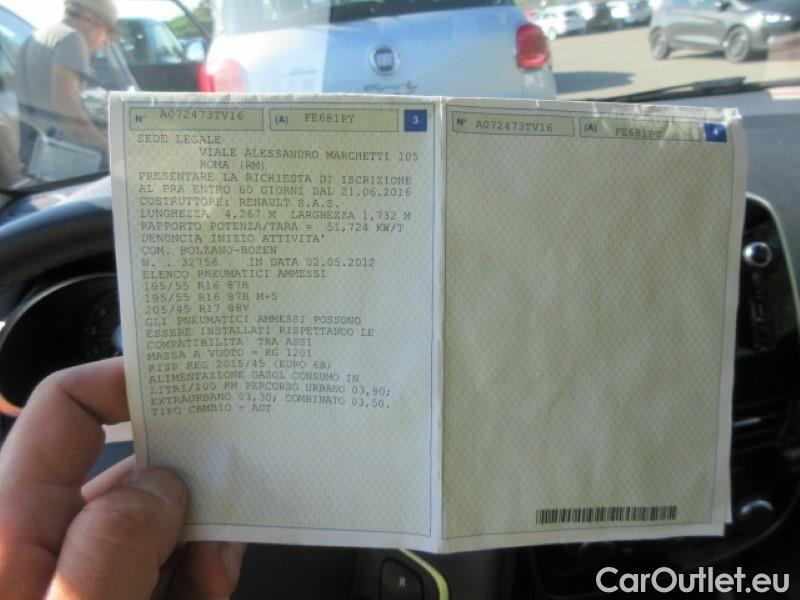 N° A072473TV16 (A) FE681PY 3
SEDE LEGALE
VIALE ALESSANDRO MARCHETTI 105
ROMA (RM)
PRESENTARE LA RICHIESTA DI ISCRIZIONE
AL PRA ENTRO 60 GIORNI DAL 21.06.2016
COSTRUTTORE: RENAULT S.A.S.
LUNGHEZZA 4,267 M LARGHEZZA 1,732 M
RAPPORTO POTENZA/TARA = 51,724 KW/T
DENUNCIA INIZIO ATTIVITA'
COM. BOLZANO-BOZEN
N. : 32756 IN DATA 02.05.2012
ELENCO PNEUMATICI AMMESSI
195/55 R16 87H
195/55 R16 87H M+S
205/45 R17 88V
GLI PNEUMATICI AMMESSI POSSONO
ESSERE INSTALLATI RISPETTANDO LE
COMPATIBILITA' TRA ASSI
MASSA A VUOTO = KG 1201
RISP REG 2015/45 (EURO 6B)
ALIMENTAZIONE GASOL CONSUMO IN
LITRI/100 KM PERCORSO URBANO 03,90;
EXTRAURBANO 03,30; COMBINATO 03,50.
TIPO CAMBIO = AUT
N° A072473TV16 (A) FE681PY 4
FIAT
R
CarOutlet.eu